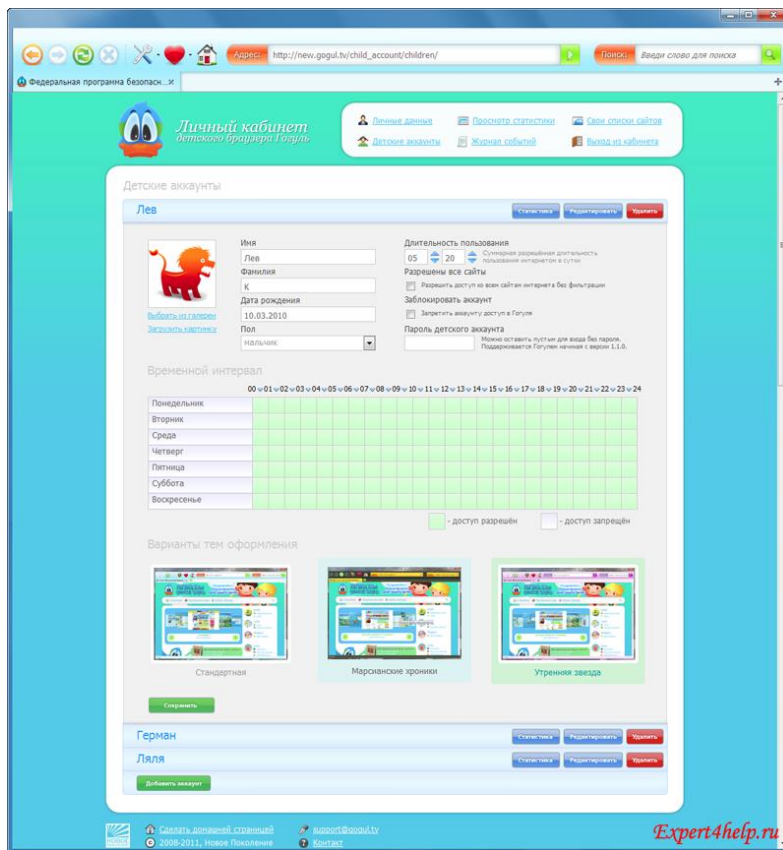 Адрес: http://new.gogul.tv/child_account/children/ Поиск: Введи слово для поиска
Федеральная программа безопасн...
Личный кабинет
детского браузера Гогуль
Личные данные Просмотр статистики Свои списки сайтов
Детские аккаунты Журнал событий Выход из кабинета
Детские аккаунты
Лев Статистика Редактировать Удалить
Имя Длительность пользования
Лев 05 20 Суммарная разрешённая длительность
пользования интернетом в сутки
Фамилия Разрешены все сайты
К Разрешить доступ ко всем сайтам интернета без фильтрации
Дата рождения Заблокировать аккаунт
Выбрать из галереи 10.03.2010 Запретить аккаунту доступ в Гогуля
Загрузить картинку Пол Пароль детского аккаунта
мальчик Можно оставить пустым для входа без пароля.
Поддерживается Гогулем начиная с версии 1.1.0.
Временной интервал
00 01 02 03 04 05 06 07 08 09 10 11 12 13 14 15 16 17 18 19 20 21 22 23 24
Понедельник
Вторник
Среда
Четверг
Пятница
Суббота
Воскресенье
- доступ разрешён - доступ запрещён
Варианты тем оформления
Стандартная Марсианские хроники Утренняя звезда
Сохранить
Герман Статистика Редактировать Удалить
Ляля Статистика Редактировать Удалить
Добавить аккаунт
Сделать домашней страницей support@gogul.tv
2008-2011, Новое Поколение Контакт
Expert4help.ru